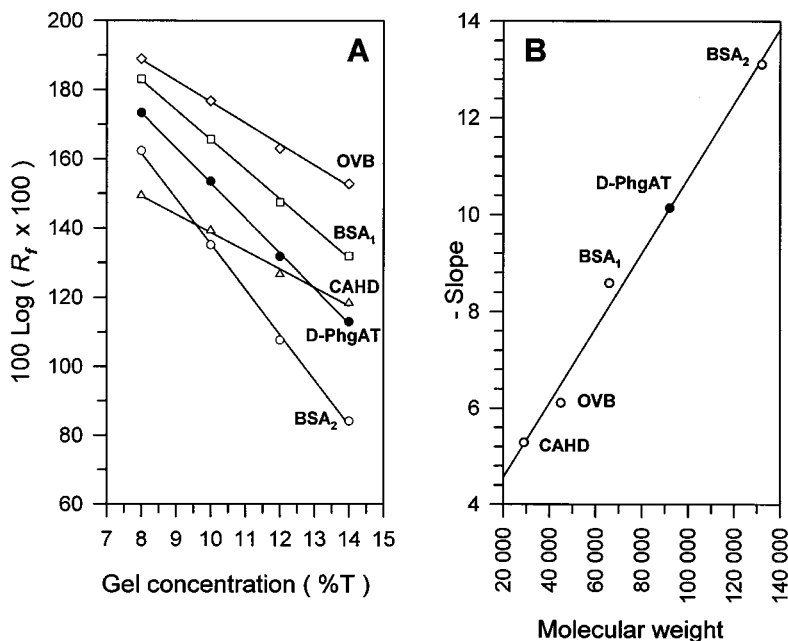 A
100 Log ( Rf x 100 )
200
180
160
140
120
100
80
60
OVB
BSA1
CAHD
D-PhgAT
BSA2
7 8 9 10 11 12 13 14 15
Gel concentration ( %T )
B
- Slope
14
12
10
8
6
4
BSA2
D-PhgAT
BSA1
OVB
CAHD
20 000
40 000
60 000
80 000
100 000
120 000
140 000
Molecular weight